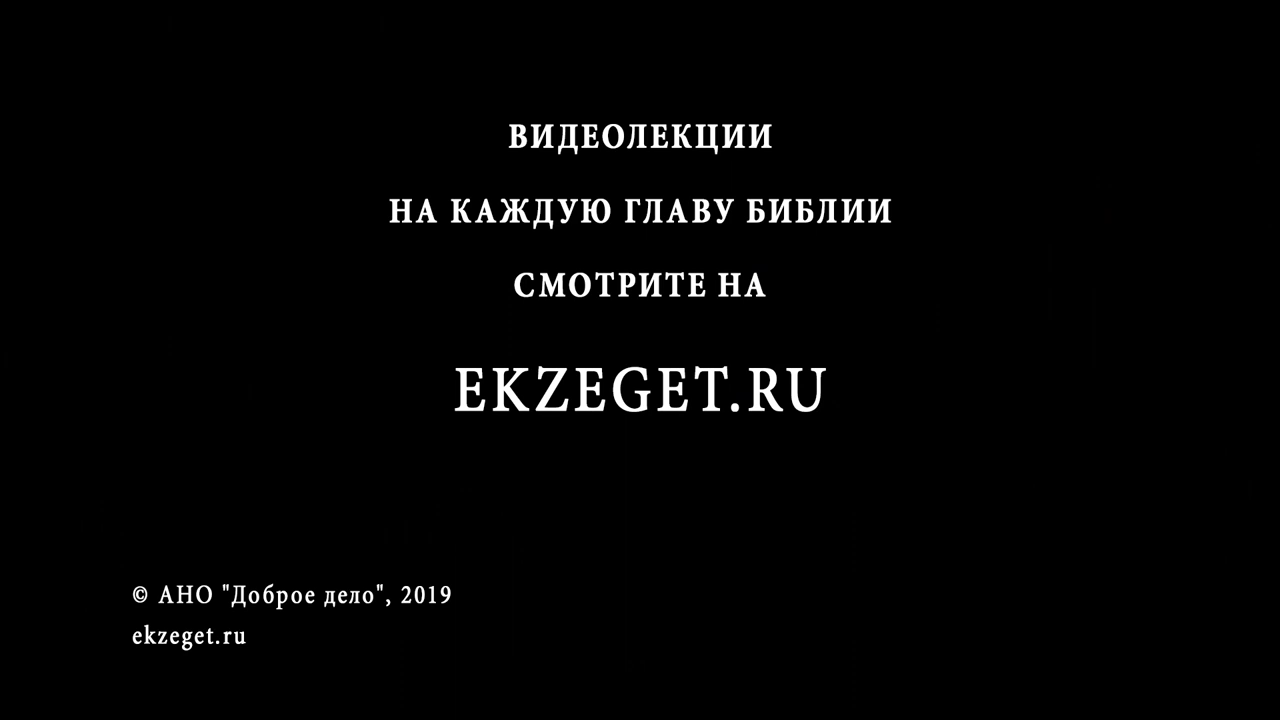 ВИДЕОЛЕКЦИИ
НА КАЖДУЮ ГЛАВУ БИБЛИИ
СМОТРИТЕ НА
EKZEGET.RU
© АНО "Доброе дело", 2019
ekzeget.ru